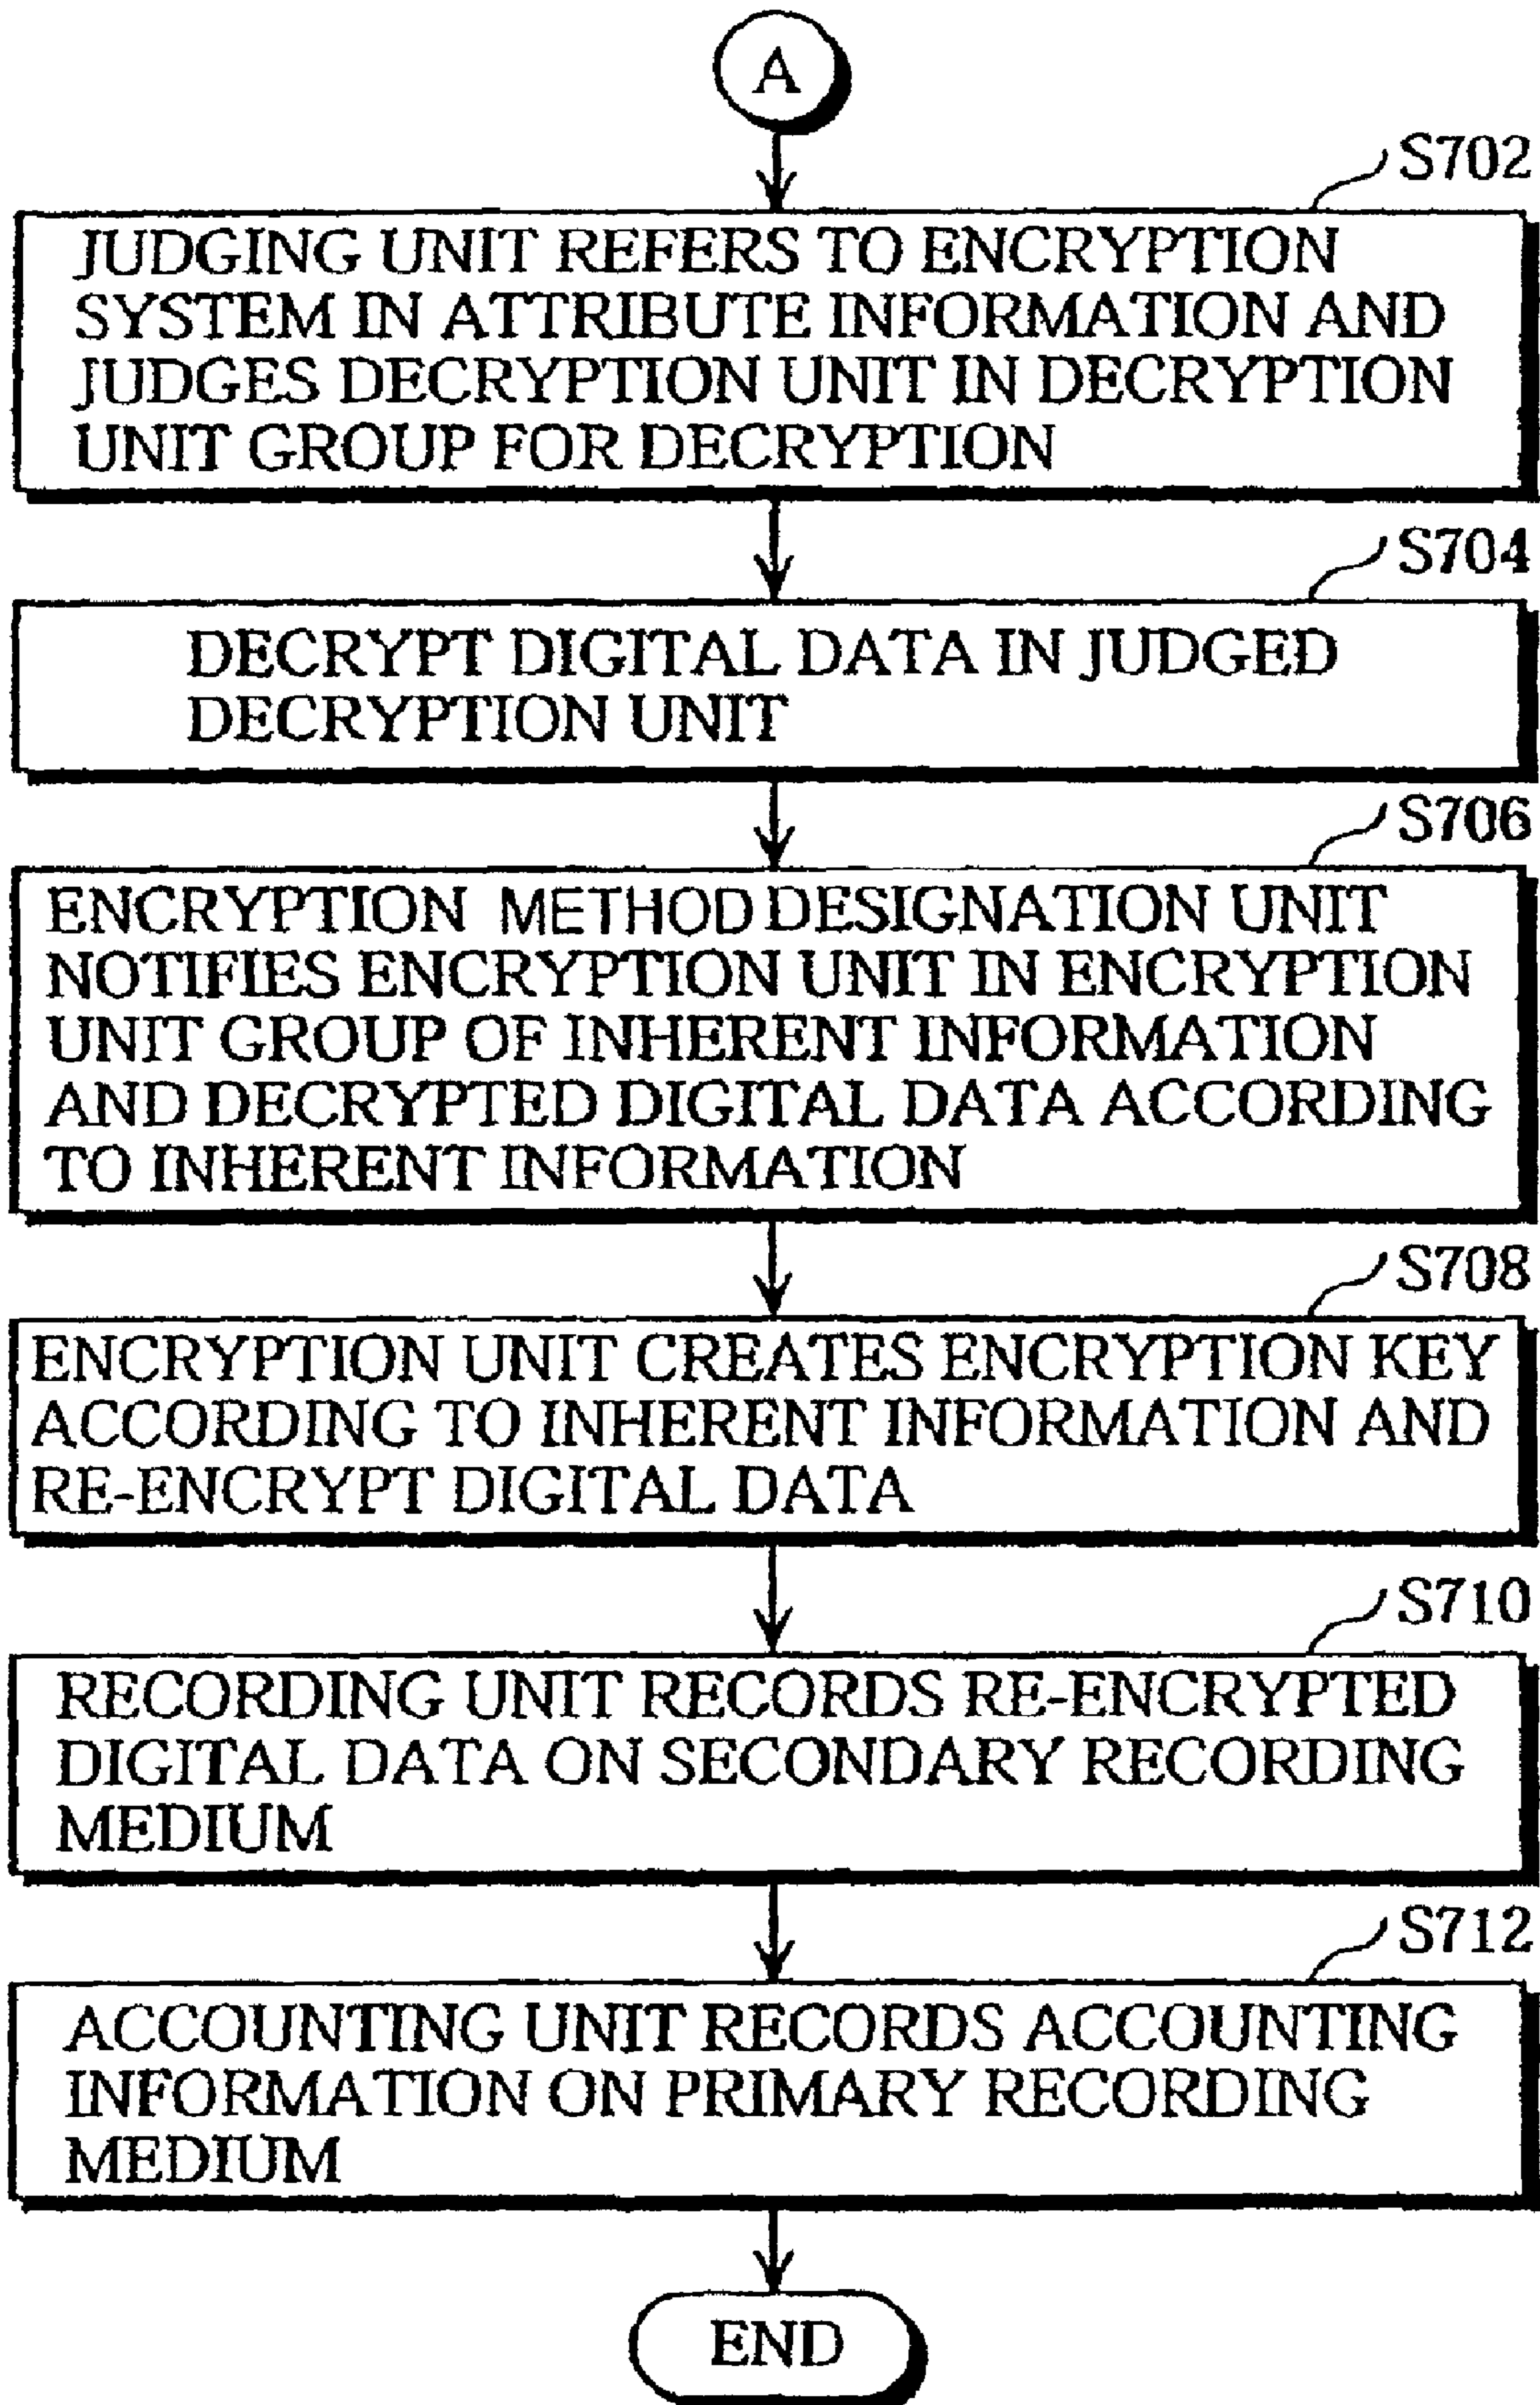 A
S702
JUDGING UNIT REFERS TO ENCRYPTION
SYSTEM IN ATTRIBUTE INFORMATION AND
JUDGES DECRYPTION UNIT IN DECRYPTION
UNIT GROUP FOR DECRYPTION
S704
DECRYPT DIGITAL DATA IN JUDGED
DECRYPTION UNIT
S706
ENCRYPTION METHOD DESIGNATION UNIT
NOTIFIES ENCRYPTION UNIT IN ENCRYPTION
UNIT GROUP OF INHERENT INFORMATION
AND DECRYPTED DIGITAL DATA ACCORDING
TO INHERENT INFORMATION
S708
ENCRYPTION UNIT CREATES ENCRYPTION KEY
ACCORDING TO INHERENT INFORMATION AND
RE-ENCRYPT DIGITAL DATA
S710
RECORDING UNIT RECORDS RE-ENCRYPTED
DIGITAL DATA ON SECONDARY RECORDING
MEDIUM
S712
ACCOUNTING UNIT RECORDS ACCOUNTING
INFORMATION ON PRIMARY RECORDING
MEDIUM
END